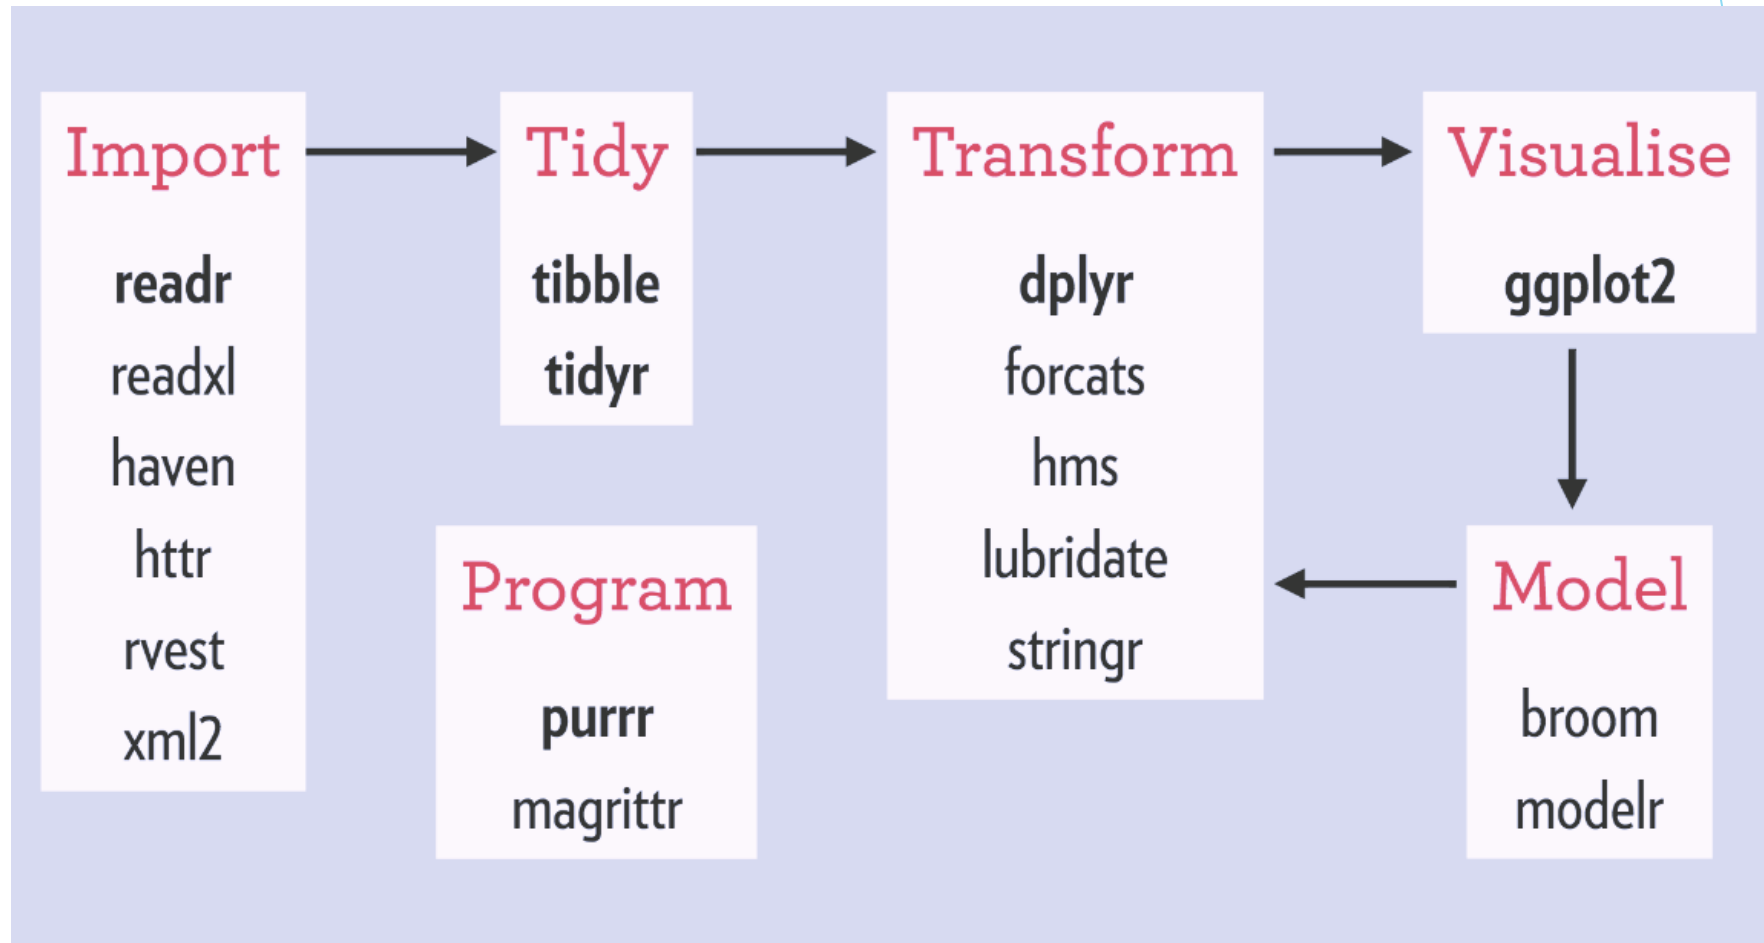 Import
readr
readxl
haven
httr
rvest
xml2
Tidy
tibble
tidyr
Program
purrr
magrittr
Transform
dplyr
forcats
hms
lubridate
stringr
Visualise
ggplot2
Model
broom
modelr